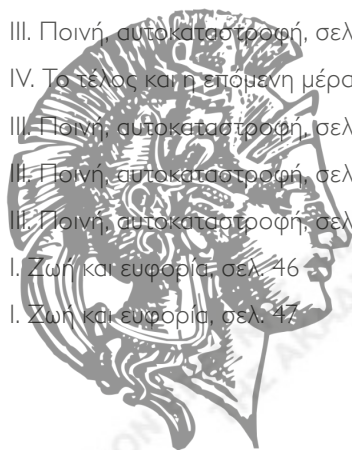 III. Ποινή, αυτοκαταστροφή, σελ
IV. Το τέλος και η επόμενη μέρα
III. Ποινή, αυτοκαταστροφή, σελ
III. Ποινή, αυτοκαταστροφή, σελ
III. Ποινή, αυτοκαταστροφή, σελ
I. Ζωή και ευφορία, σελ. 46
I. Ζωή και ευφορία, σελ. 47